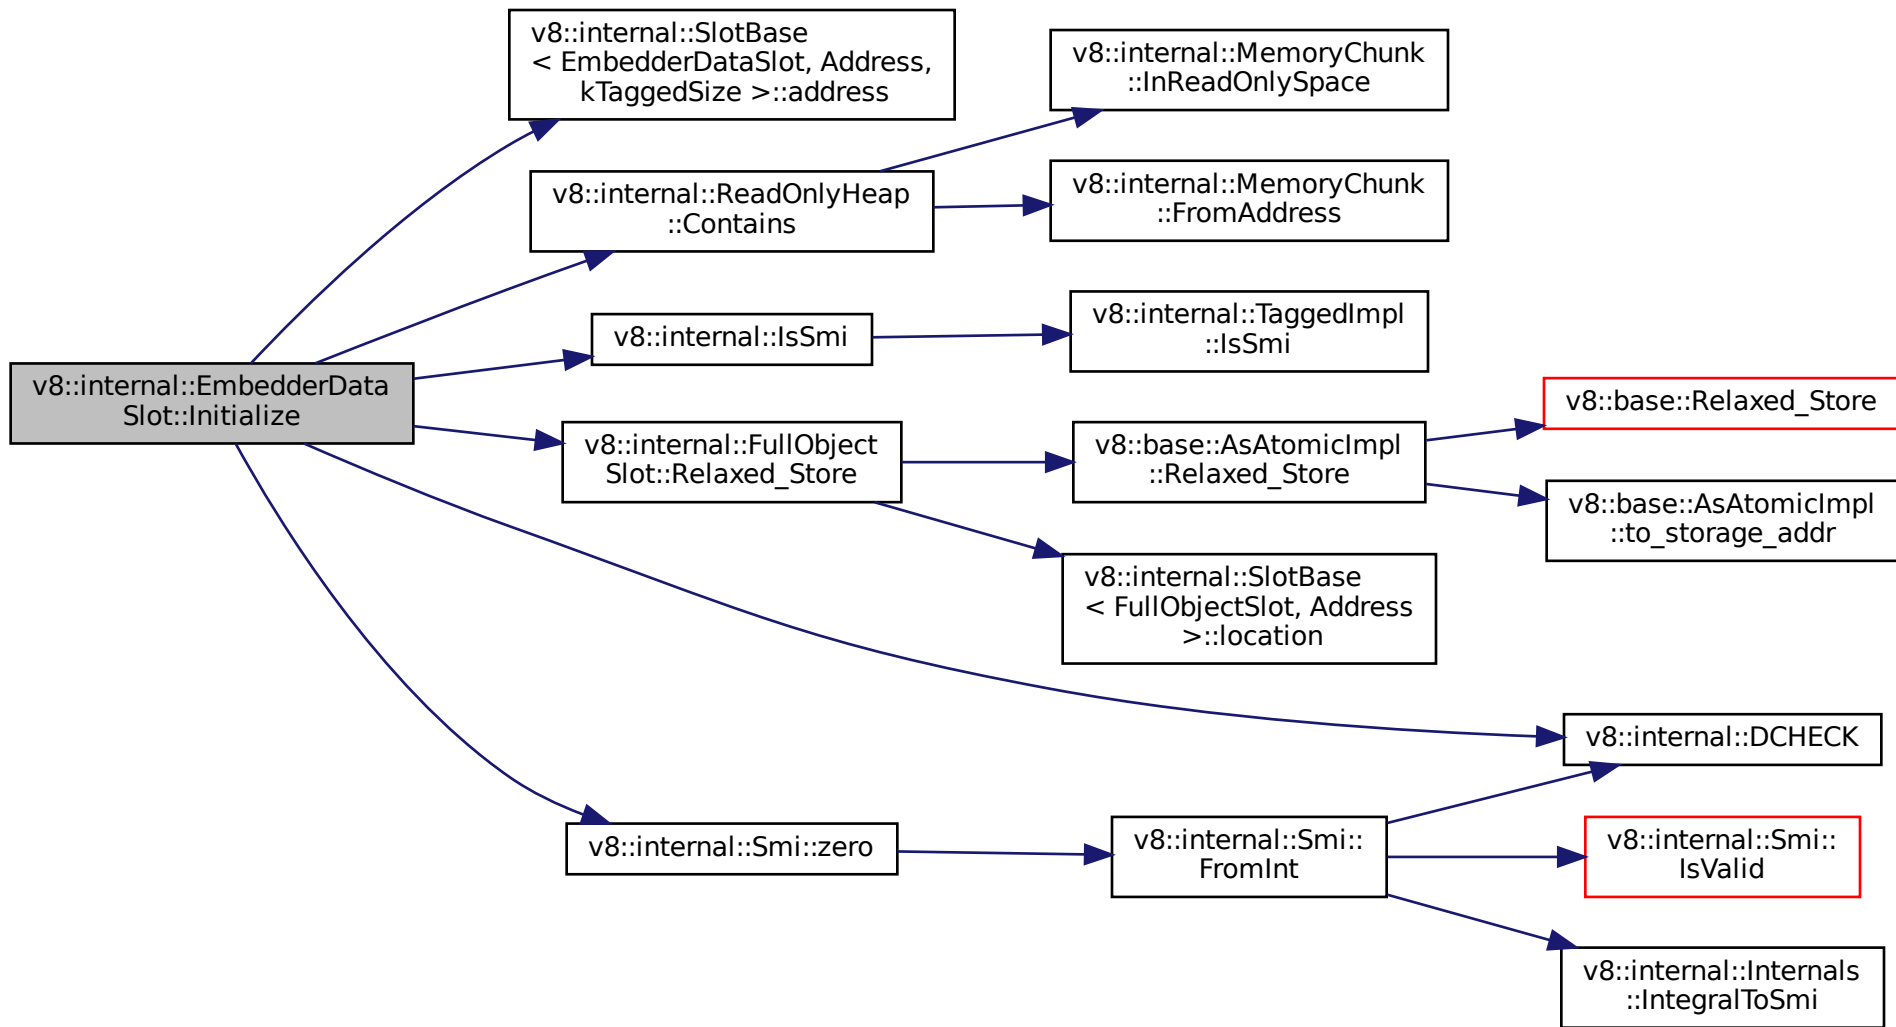 v8::internal::SlotBase
< EmbedderDataSlot, Address,
kTaggedSize >::address
v8::internal::MemoryChunk
::InReadOnlySpace
v8::internal::ReadOnlyHeap
::Contains
v8::internal::MemoryChunk
::FromAddress
v8::internal::IsSmi
v8::internal::TaggedImpl
::IsSmi
v8::internal::EmbedderData
Slot::Initialize
v8::internal::FullObject
Slot::Relaxed_Store
v8::base::AsAtomicImpl
::Relaxed_Store
v8::base::Relaxed_Store
v8::base::AsAtomicImpl
::to_storage_addr
v8::internal::SlotBase
< FullObjectSlot, Address
>::location
v8::internal::DCHECK
v8::internal::Smi::zero
v8::internal::Smi::
FromInt
v8::internal::Smi::
IsValid
v8::internal::Internals
::IntegralToSmi